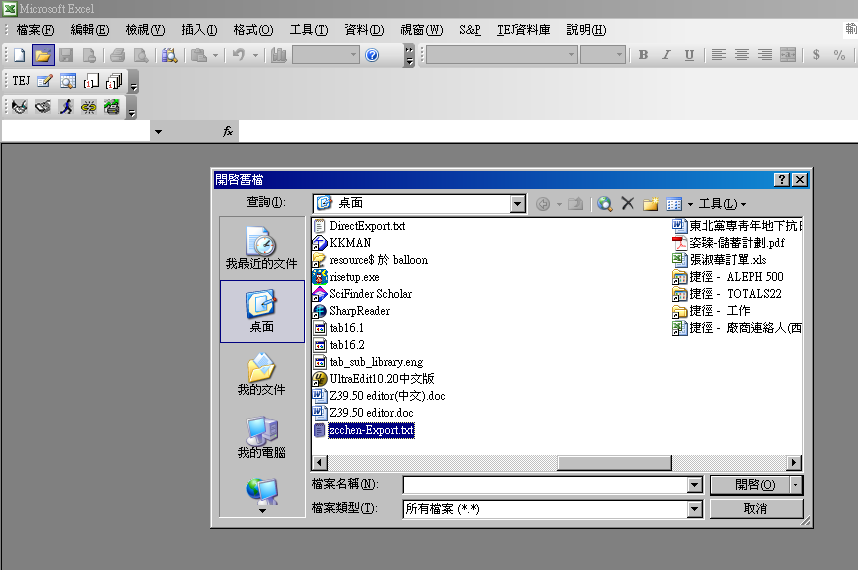 Microsoft Excel
檔案(F) 編輯(E) 檢視(V) 插入(I) 格式(O) 工具(T) 資料(D) 視窗(W) S&P TEJ資料庫 說明(H)
B I U $ %
TEJ
fx
開啓舊檔
查詢(I): 桌面 工具(L)
我最近的文件
桌面
我的文件
我的電腦
DirectExport.txt
KKMAN
resource$ 於 balloon
risetup.exe
SciFinder Scholar
SharpReader
tab16.1
tab16.2
tab_sub_library.eng
UltraEdit10.20中文版
Z39.50 editor(中文).doc
Z39.50 editor.doc
zcchen-Export.txt
東北黨專青年地下抗日
姿臻-儲蓄計劃.pdf
張淑華訂單.xls
捷徑 - ALEPH 500
捷徑 - TOTALS22
捷徑 - 工作
捷徑 - 廠商連絡人(西
檔案名稱(N): 開啓(O)
檔案類型(T): 所有檔案 (*.*) 取消